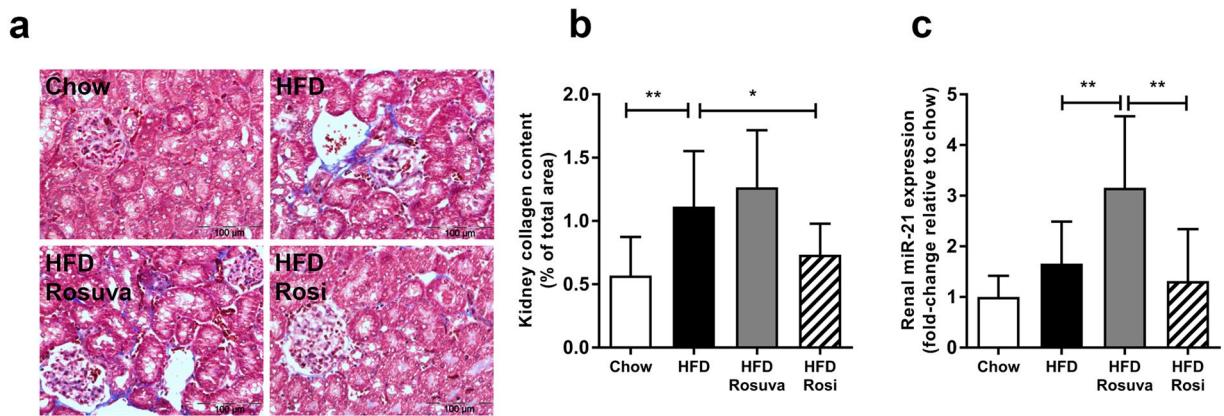 a
Chow
100 µm
HFD
100 µm
HFD
Rosuva
100 µm
HFD
Rosi
100 µm
b
Kidney collagen content
(% of total area)
2.0
1.5
1.0
0.5
0.0
**
*
Chow
HFD
HFD
Rosuva
HFD
Rosi
c
Renal miR-21 expression
(fold-change relative to chow)
5
4
3
2
1
0
**
**
Chow
HFD
HFD
Rosuva
HFD
Rosi